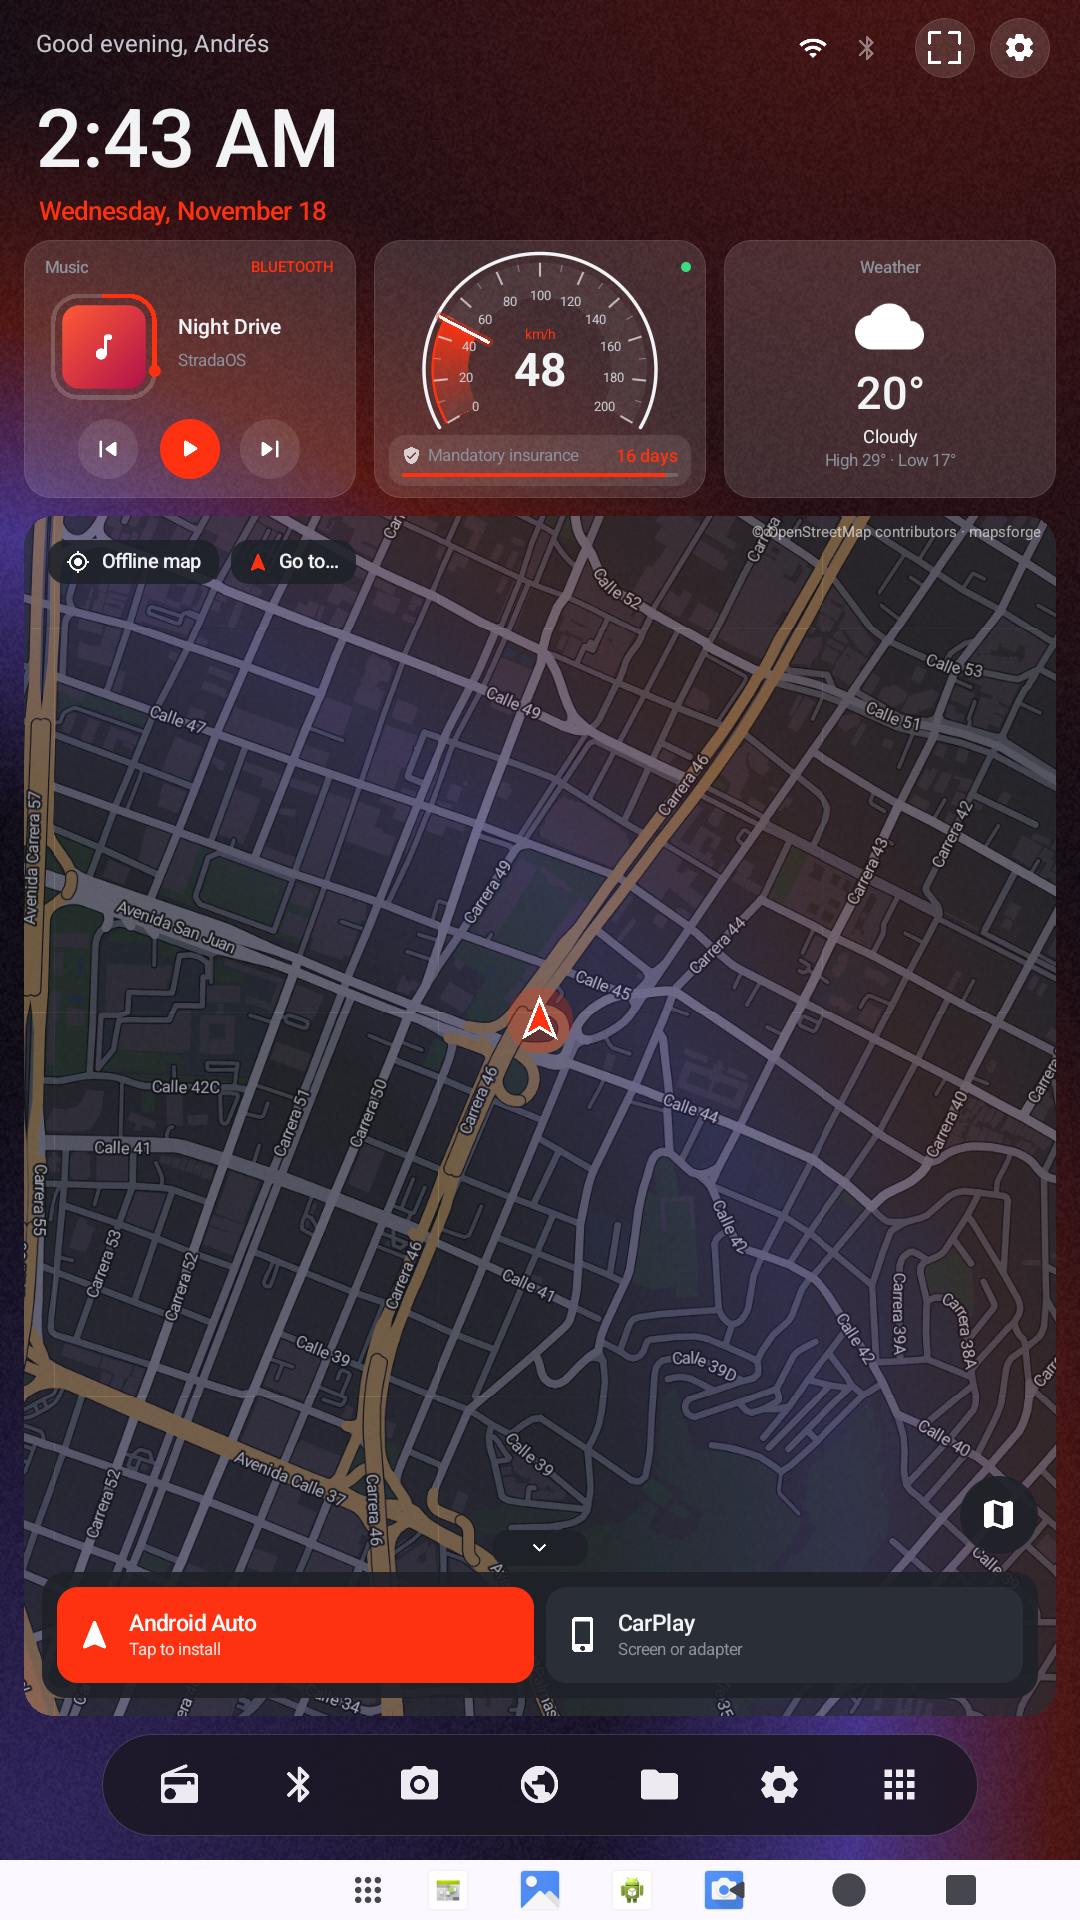 Good evening, Andrés
2:43 AM
Wednesday, November 18
Music
BLUETOOTH
Night Drive
StradaOS
0
20
40
60
80
100
120
140
160
180
200
km/h
48
Mandatory insurance
16 days
Weather
20°
Cloudy
High 29° · Low 17°
© OpenStreetMap contributors · mapsforge
Offline map
Go to...
Calle 52
Calle 53
Calle 51
Calle 49
Calle 47
Carrera 46
Avenida Carrera 57
Carrera 42
Carrera 43
Carrera 49
Avenida San Juan
Carrera 44
Calle 45
Calle 42C
Carrera 51
Carrera 50
Carrera 46
Calle 44
Carrera 40
Calle 41
Carrera 55
Carrera 53
Carrera 52
Carrera 46
Calle 41
Calle 42
Calle 42
Carrera 39A
Carrera 38A
Calle 39
Calle 39D
Calle 40
Calle 39
Avenida Calle 37
Carrera 52
Carrera 46
Android Auto
Tap to install
CarPlay
Screen or adapter